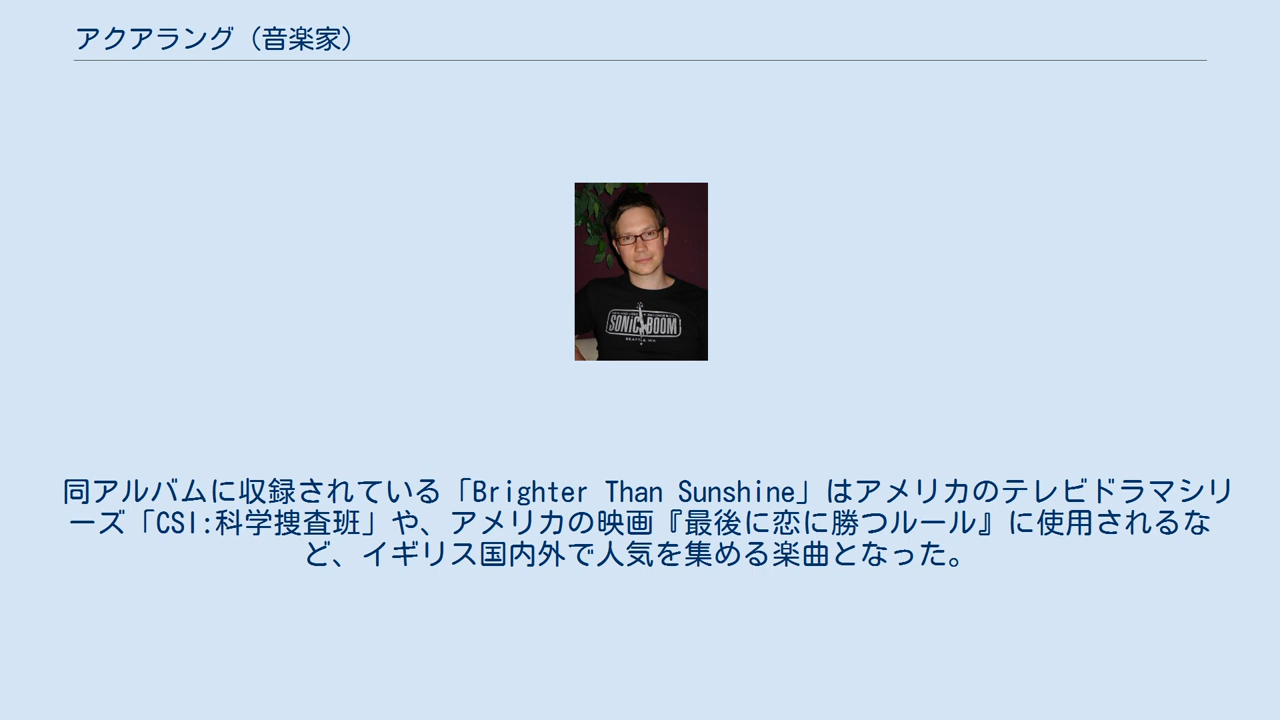 アクアラング（音楽家）
SONIC BOOM
同アルバムに収録されている「Brighter Than Sunshine」はアメリカのテレビドラマシリ
ーズ「CSI:科学捜査班」や、アメリカの映画『最後に恋に勝つルール』に使用されるな
ど、イギリス国内外で人気を集める楽曲となった。